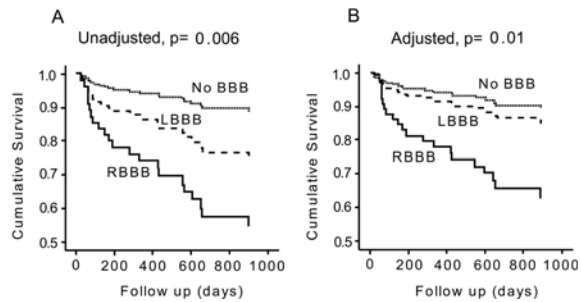 A
Unadjusted, p= 0.006
Cumulative Survival
1.0
0.9
0.8
0.7
0.6
0.5
No BBB
LBBB
RBBB
0 200 400 600 800 1000
Follow up (days)
B
Adjusted, p= 0.01
Cumulative Survival
1.0
0.9
0.8
0.7
0.6
0.5
No BBB
LBBB
RBBB
0 200 400 600 800 1000
Follow up (days)